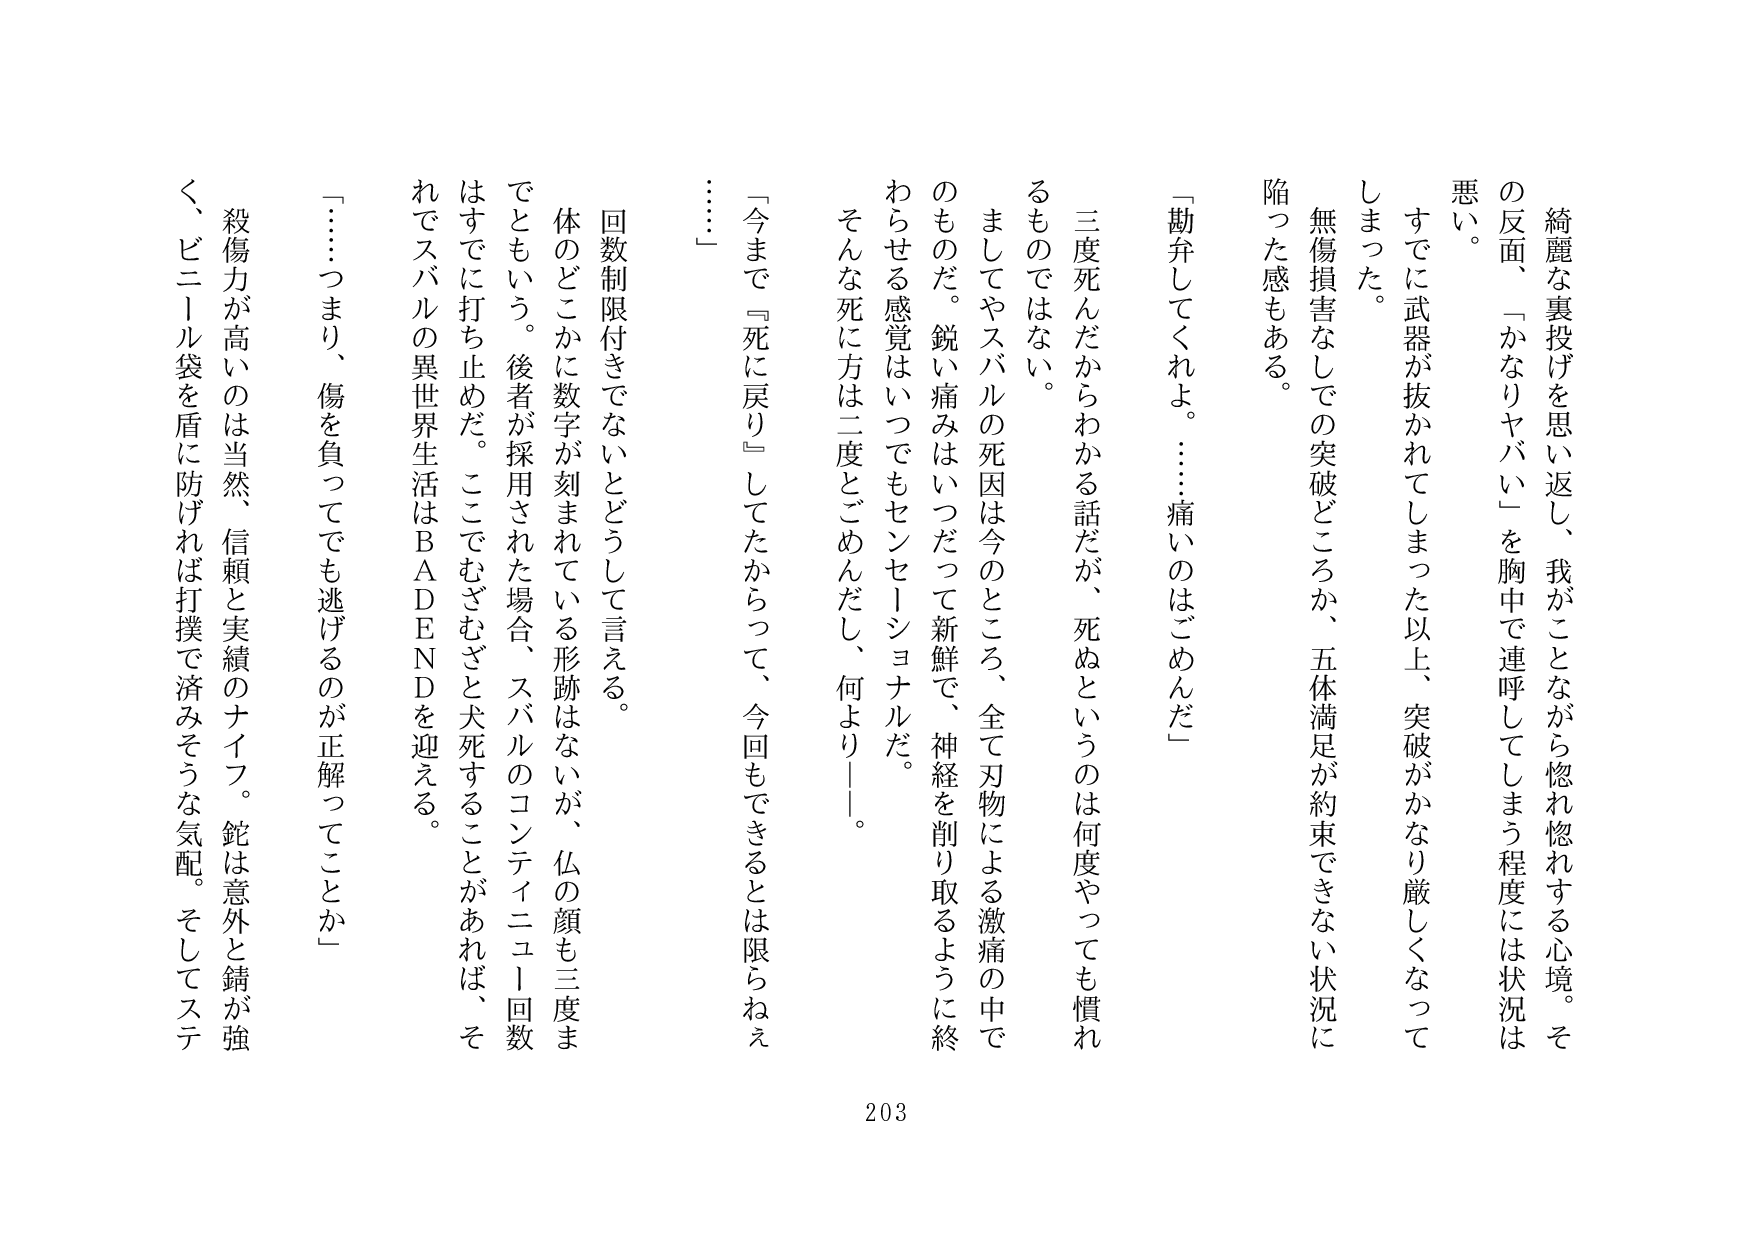 綺麗な裏投げを思い返し、我がことながら惚れ惚れする心境。そ
の反面、「かなりヤバい」を胸中で連呼してしまう程度には状況は
悪い。
　すでに武器が抜かれてしまった以上、突破がかなり厳しくなって
しまった。
　無傷損害なしでの突破どころか、五体満足が約束できない状況に
陥った感もある。
「勘弁してくれよ。……痛いのはごめんだ」
　三度死んだからわかる話だが、死ぬというのは何度やっても慣れ
るものではない。
　ましてやスバルの死因は今のところ、全て刃物による激痛の中で
のものだ。鋭い痛みはいつだって新鮮で、神経を削り取るように終
わらせる感覚はいつでもセンセーショナルだ。
　そんな死に方は二度とごめんだし、何より――。
「今まで『死に戻り』してたからって、今回もできるとは限らねぇ
……」
　回数制限付きでないとどうして言える。
　体のどこかに数字が刻まれている形跡はないが、仏の顔も三度ま
でともいう。後者が採用された場合、スバルのコンティニュー回数
はすでに打ち止めだ。ここでむざむざと犬死することがあれば、そ
れでスバルの異世界生活はＢＡＤＥＮＤを迎える。
「……つまり、傷を負ってでも逃げるのが正解ってことか」
　殺傷力が高いのは当然、信頼と実績のナイフ。鉈は意外と錆が強
く、ビニール袋を盾に防げれば打撲で済みそうな気配。そしてステ
203